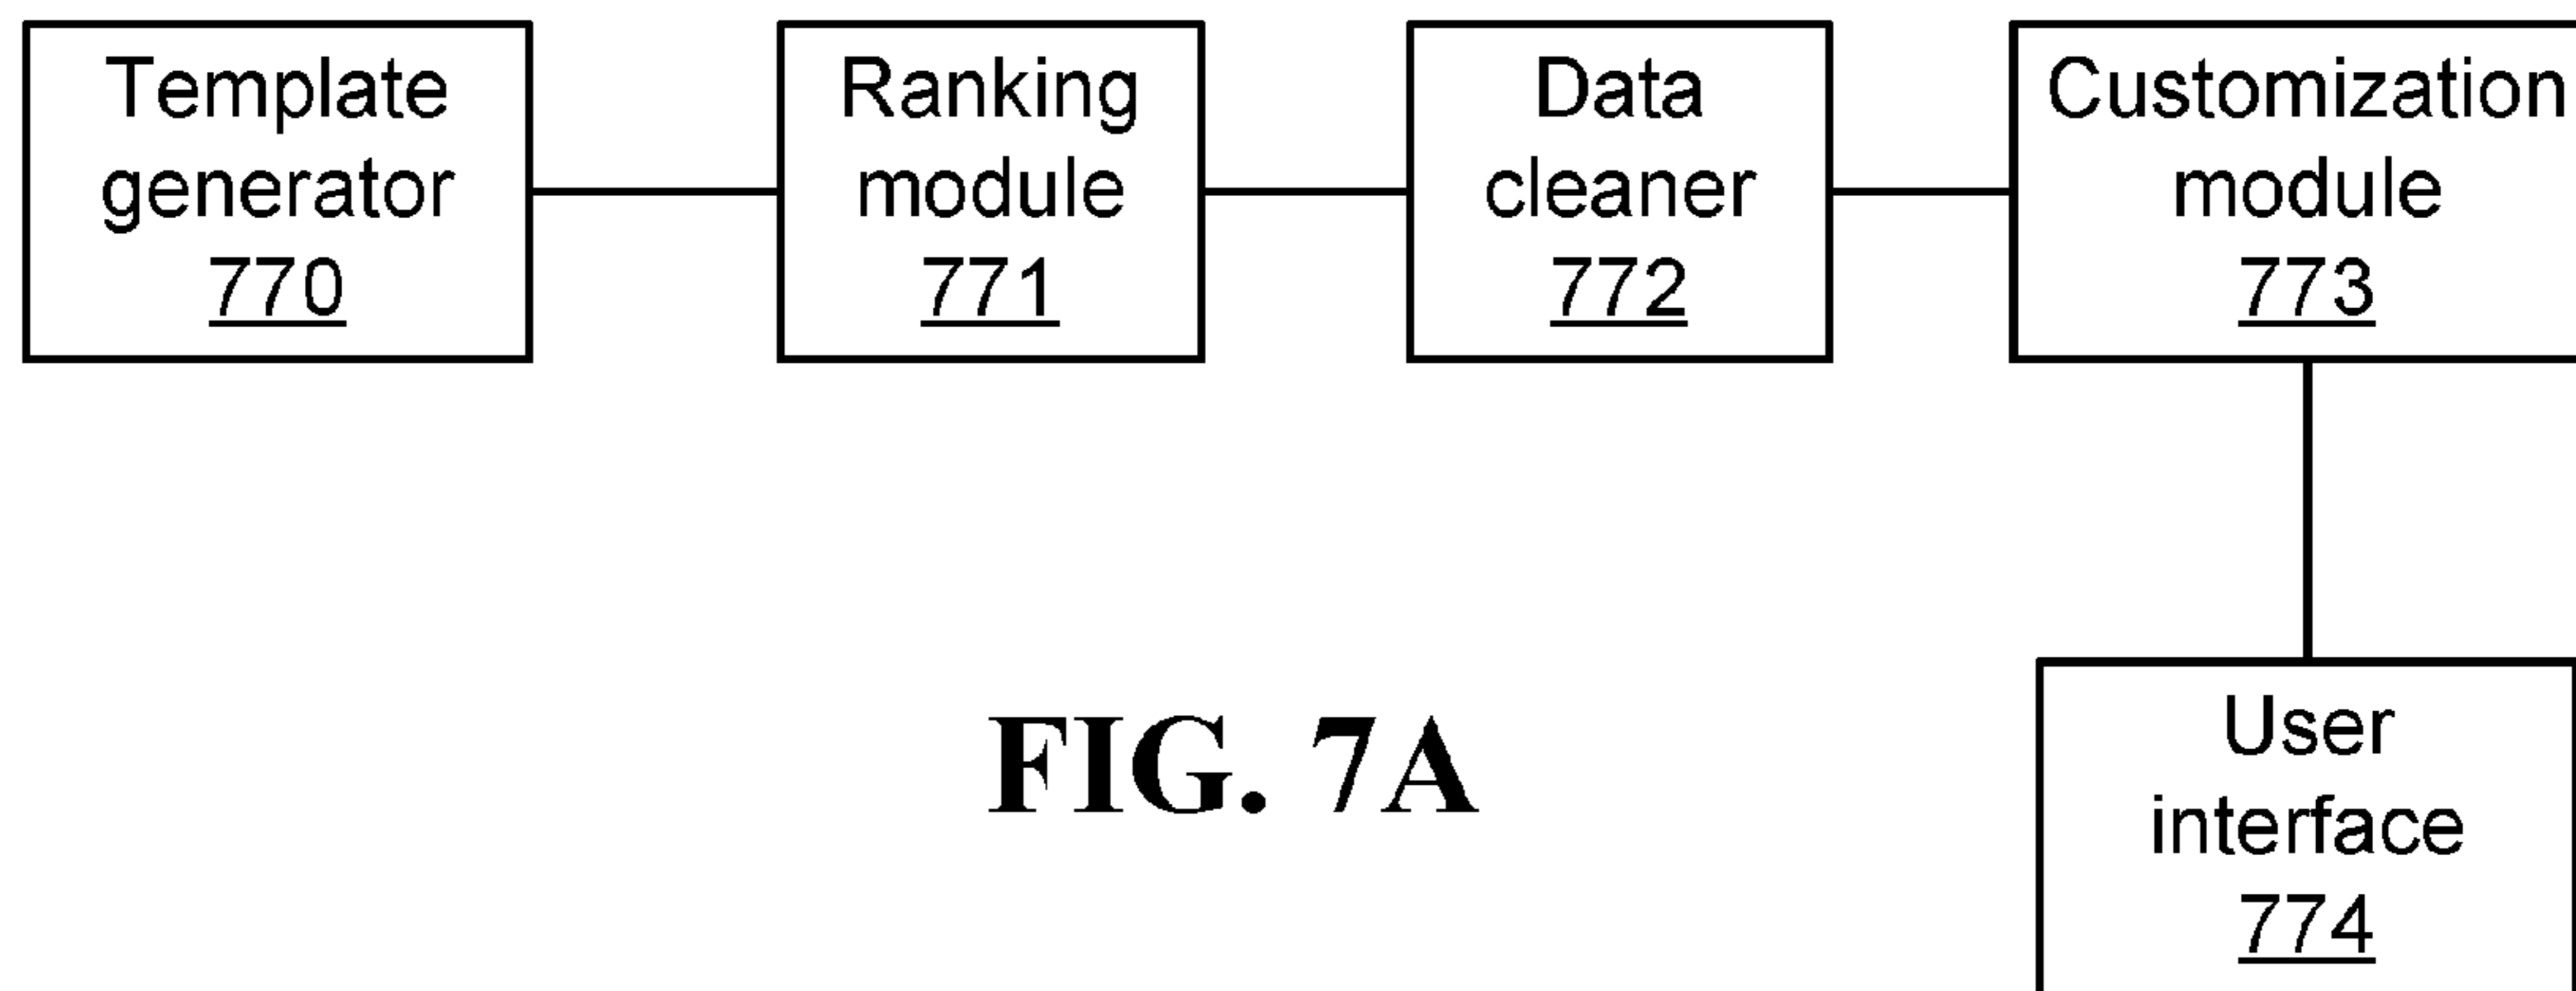 Template
generator
770
Ranking
module
771
Data
cleaner
772
Customization
module
773
User
interface
774
FIG. 7A